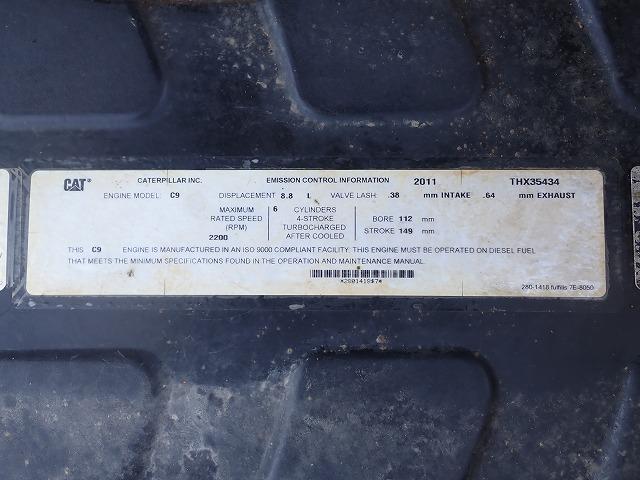 CAT® CATERPILLAR INC. EMISSION CONTROL INFORMATION 2011 THX35434
ENGINE MODEL: C9 DISPLACEMENT 8.8 L VALVE LASH: .38 mm INTAKE .64 mm EXHAUST
MAXIMUM 6 CYLINDERS
RATED SPEED 4-STROKE BORE 112 mm
(RPM) TURBOCHARGED STROKE 149 mm
2200 AFTER COOLED
THIS C9 ENGINE IS MANUFACTURED IN AN ISO 9000 COMPLIANT FACILITY. THIS ENGINE MUST BE OPERATED ON DIESEL FUEL
THAT MEETS THE MINIMUM SPECIFICATIONS FOUND IN THE OPERATION AND MAINTENANCE MANUAL.
280-1418 fulfills 7E-8050